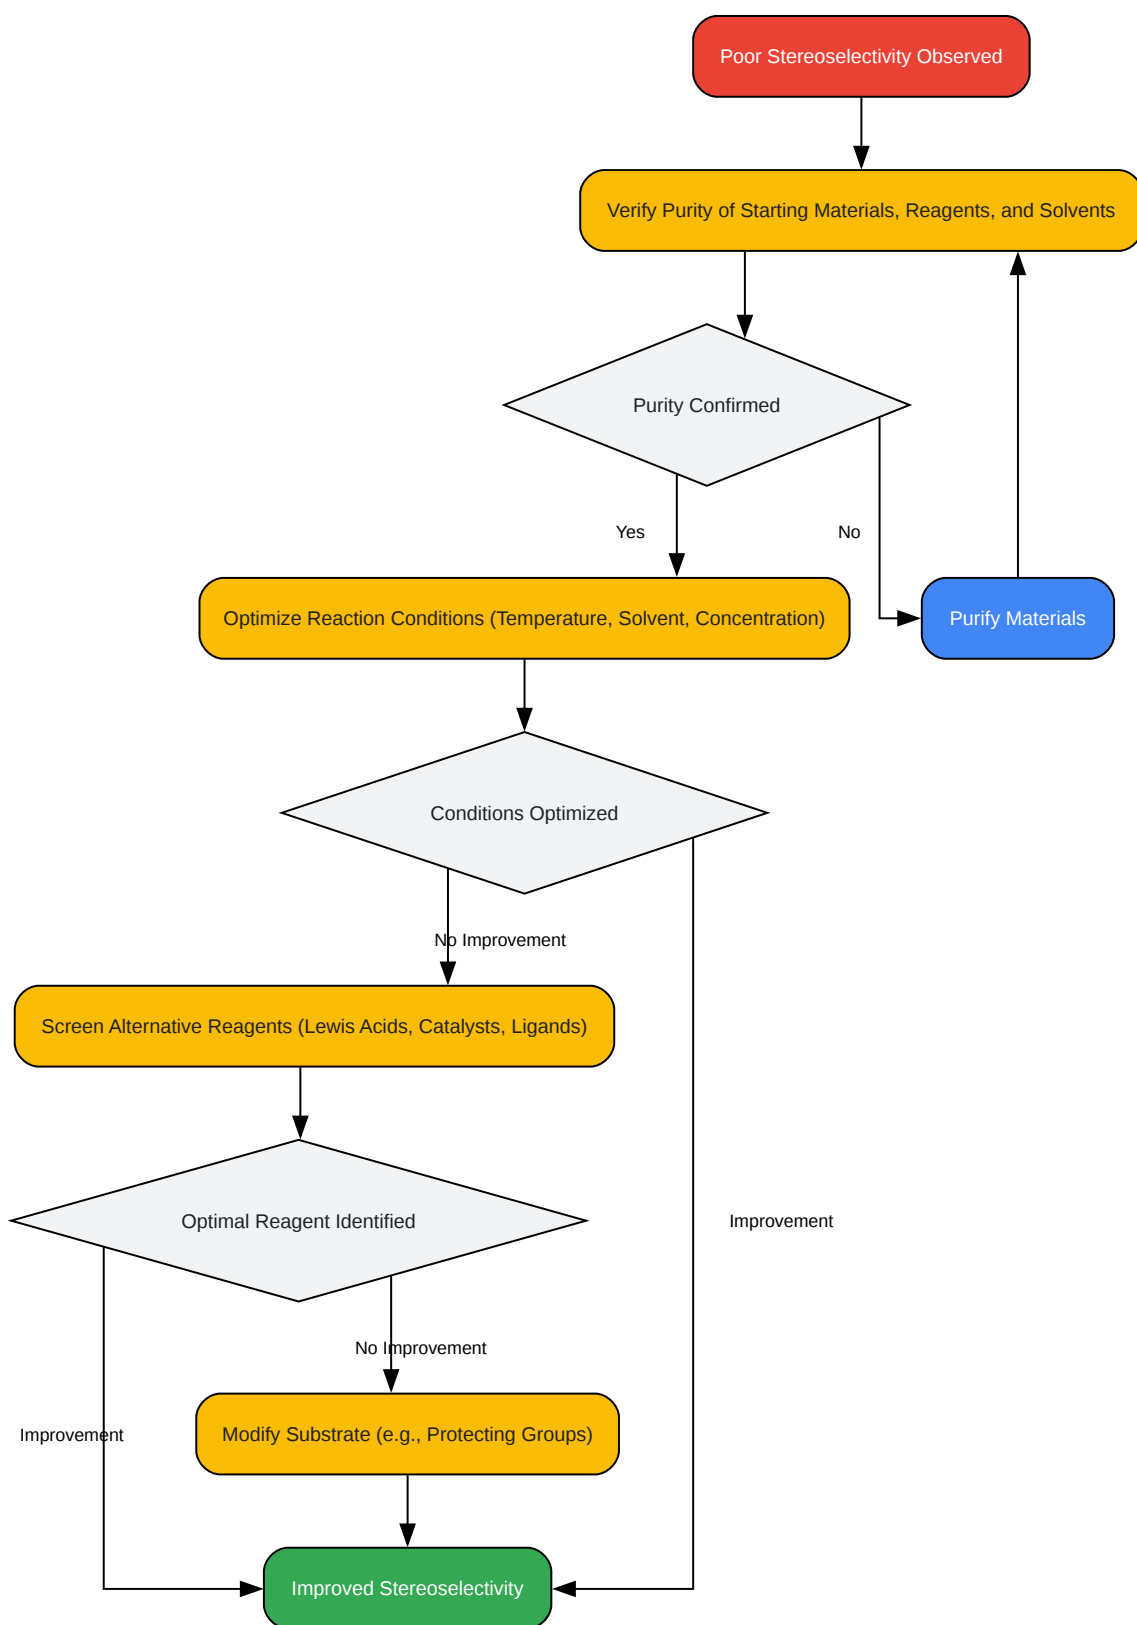 Poor Stereoselectivity Observed
Verify Purity of Starting Materials, Reagents, and Solvents
Purity Confirmed
Yes
No
Optimize Reaction Conditions (Temperature, Solvent, Concentration)
Purify Materials
Conditions Optimized
No Improvement
Screen Alternative Reagents (Lewis Acids, Catalysts, Ligands)
Optimal Reagent Identified
Improvement
No Improvement
Improvement
Modify Substrate (e.g., Protecting Groups)
Improved Stereoselectivity